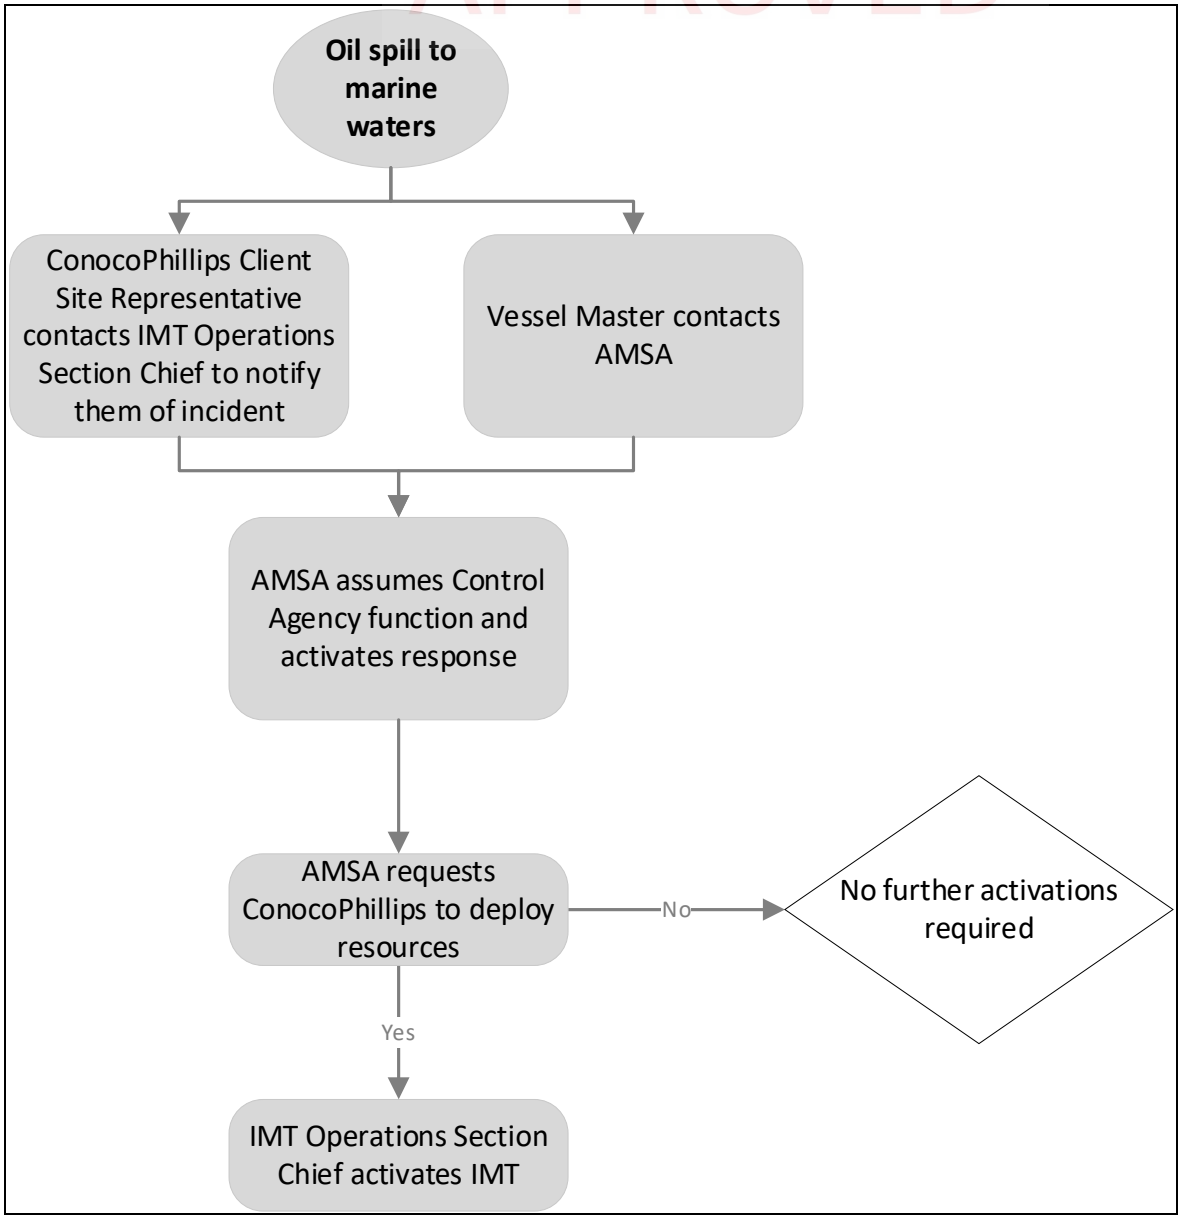 APPROVED
Oil spill to
marine
waters
ConocoPhillips Client
Site Representative
contacts IMT Operations
Section Chief to notify
them of incident
Vessel Master contacts
AMSA
AMSA assumes Control
Agency function and
activates response
AMSA requests
ConocoPhillips to deploy
resources
No
No further activations
required
Yes
IMT Operations Section
Chief activates IMT